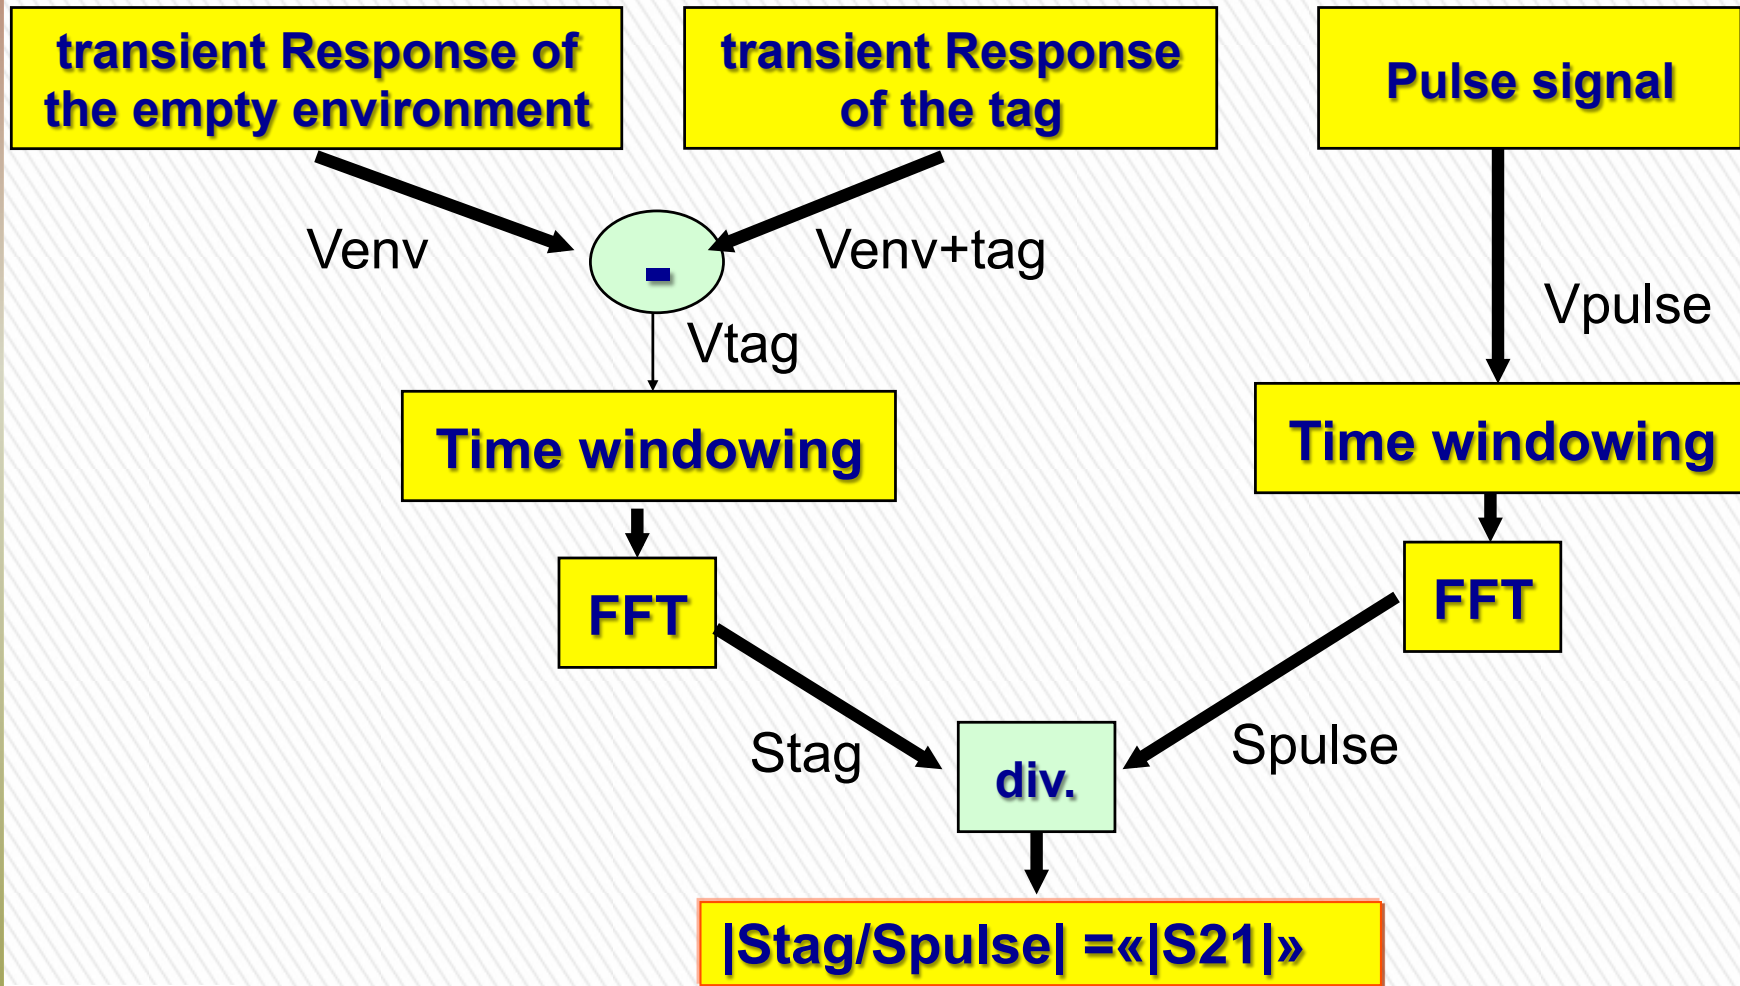 transient Response of
the empty environment
transient Response
of the tag
Pulse signal
Venv
-
Venv+tag
Vpulse
Vtag
Time windowing
Time windowing
FFT
FFT
Stag
div.
Spulse
|Stag/Spulse| =«|S21|»